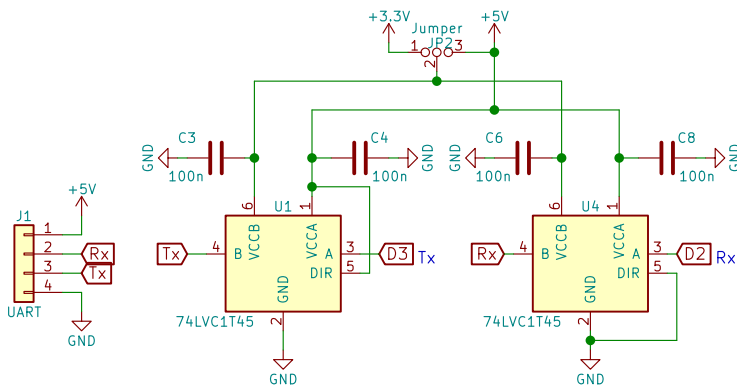 +3.3V
Jumper
+5V
1 JP2 3
2
C3
GND
100n
C4
GND
100n
C6
GND
100n
C8
GND
100n
6
1
U1
VCCB
VCCA
Tx
4
B
A
3
D3
Tx
DIR
5
GND
2
74LVC1T45
GND
6
1
U4
VCCB
VCCA
Rx
4
B
A
3
D2
Rx
DIR
5
GND
2
74LVC1T45
GND
+5V
J1
1
2
Rx
3
Tx
4
UART
GND